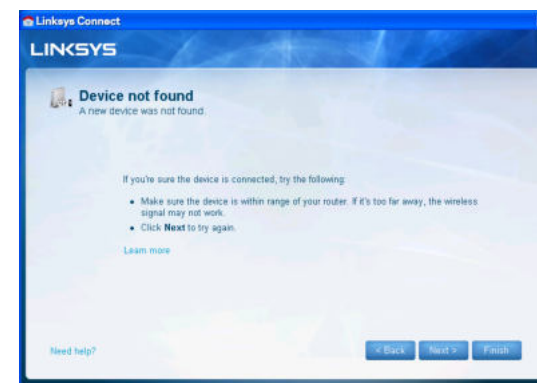 Linksys Connect
LINKSYS
Device not found
A new device was not found.
If you're sure the device is connected, try the following:
• Make sure the device is within range of your router. If it's too far away, the wireless
signal may not work.
• Click Next to try again.
Learn more
Need help?
< Back Next > Finish